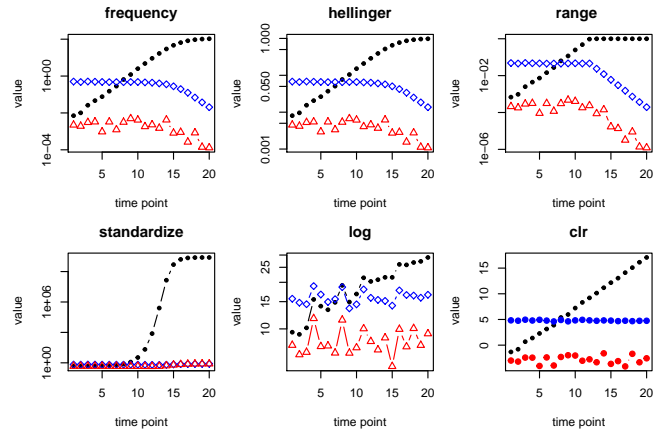 frequency
hellinger
range
value
1e-04
1e+00
5
10
15
20
time point
value
0.001
0.050
1.000
5
10
15
20
time point
value
1e-06
1e-02
5
10
15
20
time point
standardize
log
clr
value
1e+00
1e+06
5
10
15
20
time point
value
10
15
25
5
10
15
20
time point
value
0
5
10
15
5
10
15
20
time point